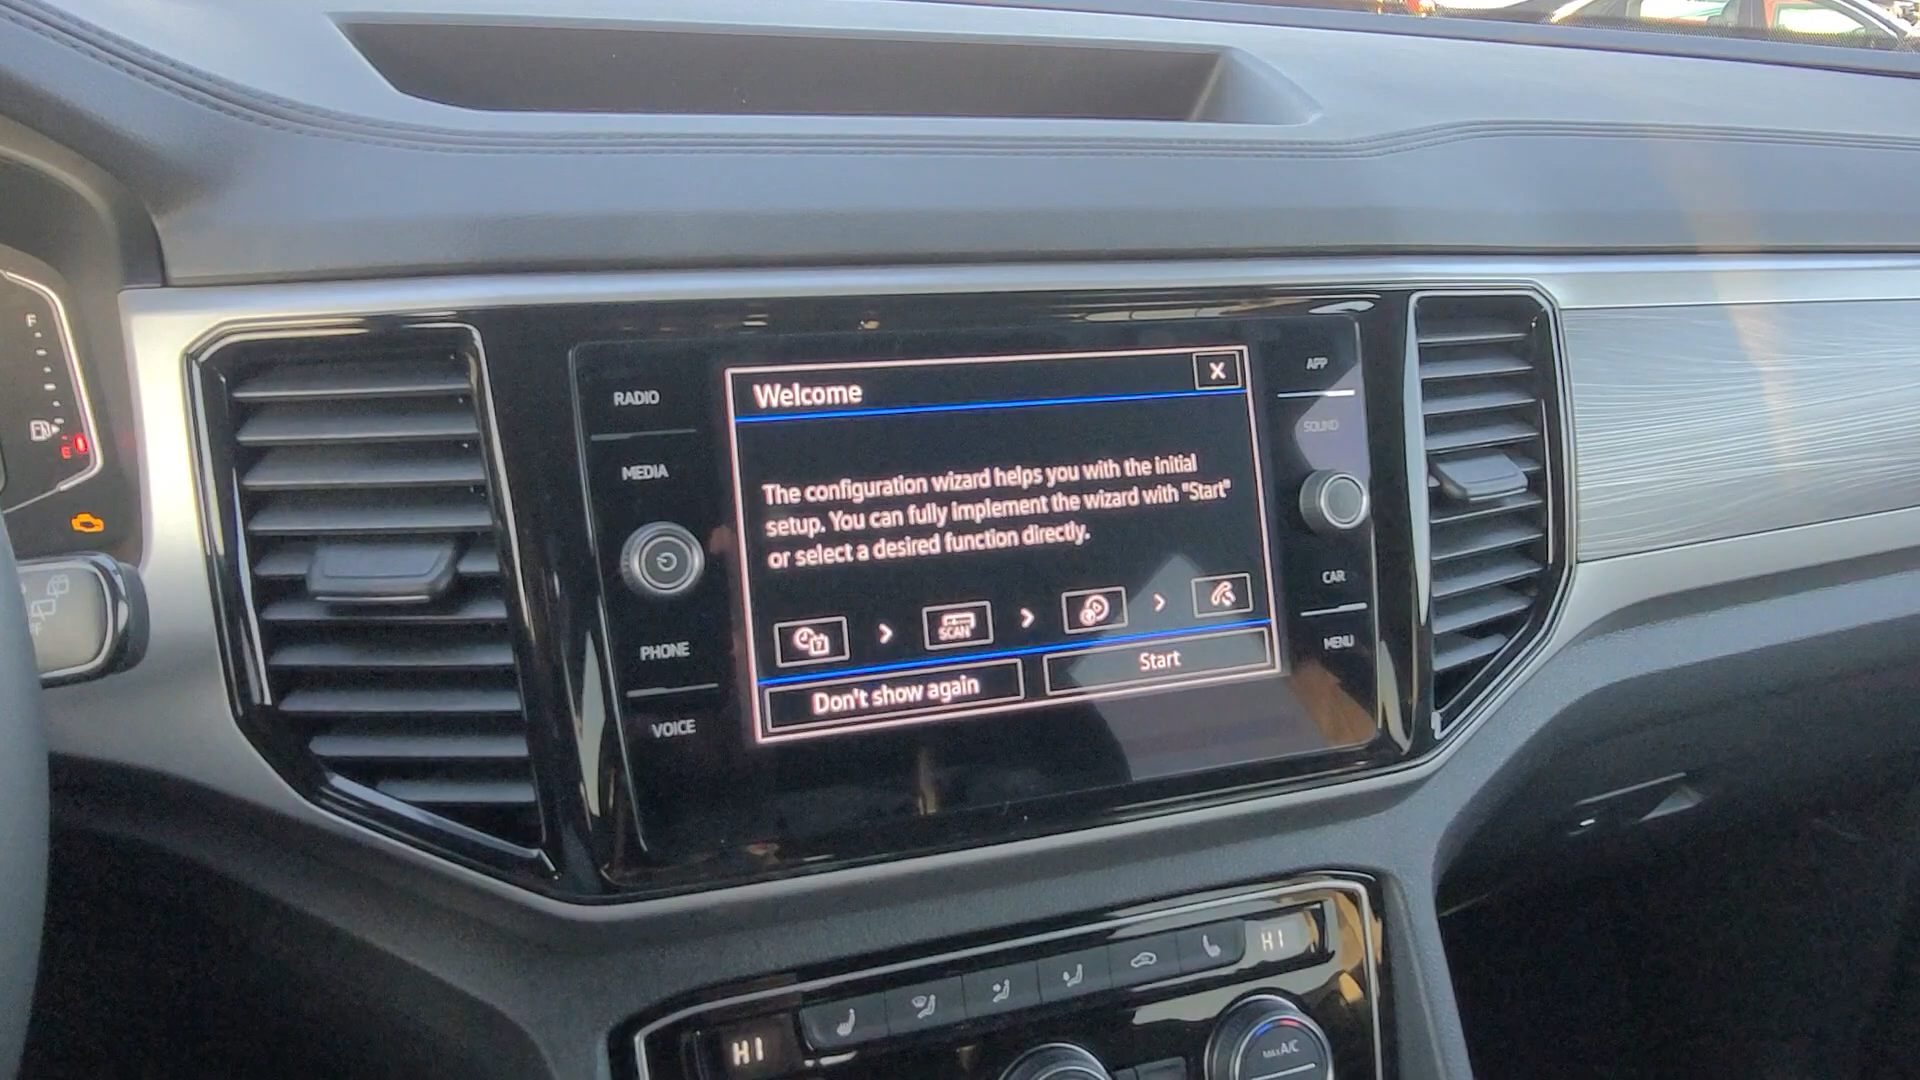 F
E
RADIO
MEDIA
PHONE
VOICE
Welcome
X
The configuration wizard helps you with the initial
setup. You can fully implement the wizard with "Start"
or select a desired function directly.
SCAN
Don't show again
Start
APP
SOUND
CAR
MENU
HI
HI
MAX A/C